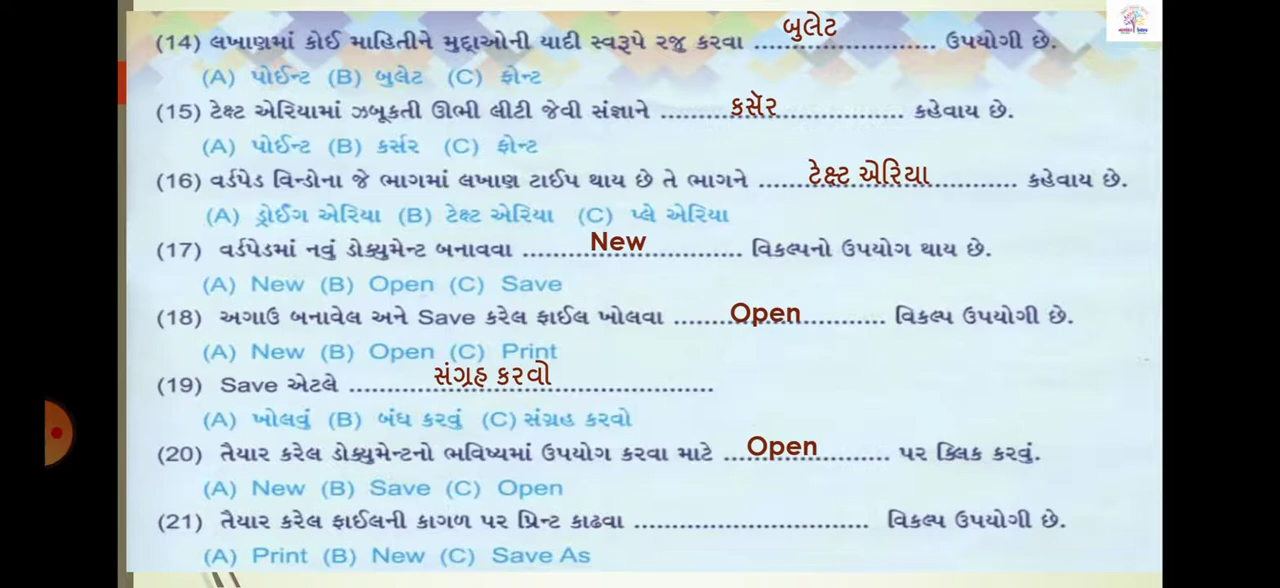 (14) લખાણમાં કોઈ માહિતીને મુદ્દાઓની યાદી સ્વરૂપે રજુ કરવા ....બુલેટ.... ઉપયોગી છે.
(A) પોઈન્ટ (B) બુલેટ (C) ફોન્ટ
(15) ટેક્ષ્ટ એરિયામાં ઝબૂકતી ઊભી લીટી જેવી સંજ્ઞાને ....કર્સૅર.... કહેવાય છે.
(A) પોઈન્ટ (B) કર્સર (C) ફોન્ટ
(16) વર્ડપેડ વિન્ડોના જે ભાગમાં લખાણ ટાઈપ થાય છે તે ભાગને ....ટેક્ષ્ટ એરિયા.... કહેવાય છે.
(A) ડ્રોઈંગ એરિયા (B) ટેક્ષ્ટ એરિયા (C) પ્લે એરિયા
(17) વર્ડપેડમાં નવું ડોક્યુમેન્ટ બનાવવા ....New.... વિકલ્પનો ઉપયોગ થાય છે.
(A) New (B) Open (C) Save
(18) અગાઉ બનાવેલ અને Save કરેલ ફાઈલ ખોલવા ....Open.... વિકલ્પ ઉપયોગી છે.
(A) New (B) Open (C) Print
(19) Save એટલે ....સંગ્રહ કરવો....
(A) ખોલવું (B) બંધ કરવું (C) સંગ્રહ કરવો
(20) તૈયાર કરેલ ડોક્યુમેન્ટનો ભવિષ્યમાં ઉપયોગ કરવા માટે ....Open.... પર ક્લિક કરવું.
(A) New (B) Save (C) Open
(21) તૈયાર કરેલ ફાઈલની કાગળ પર પ્રિન્ટ કાઢવા ........ વિકલ્પ ઉપયોગી છે.
(A) Print (B) New (C) Save As